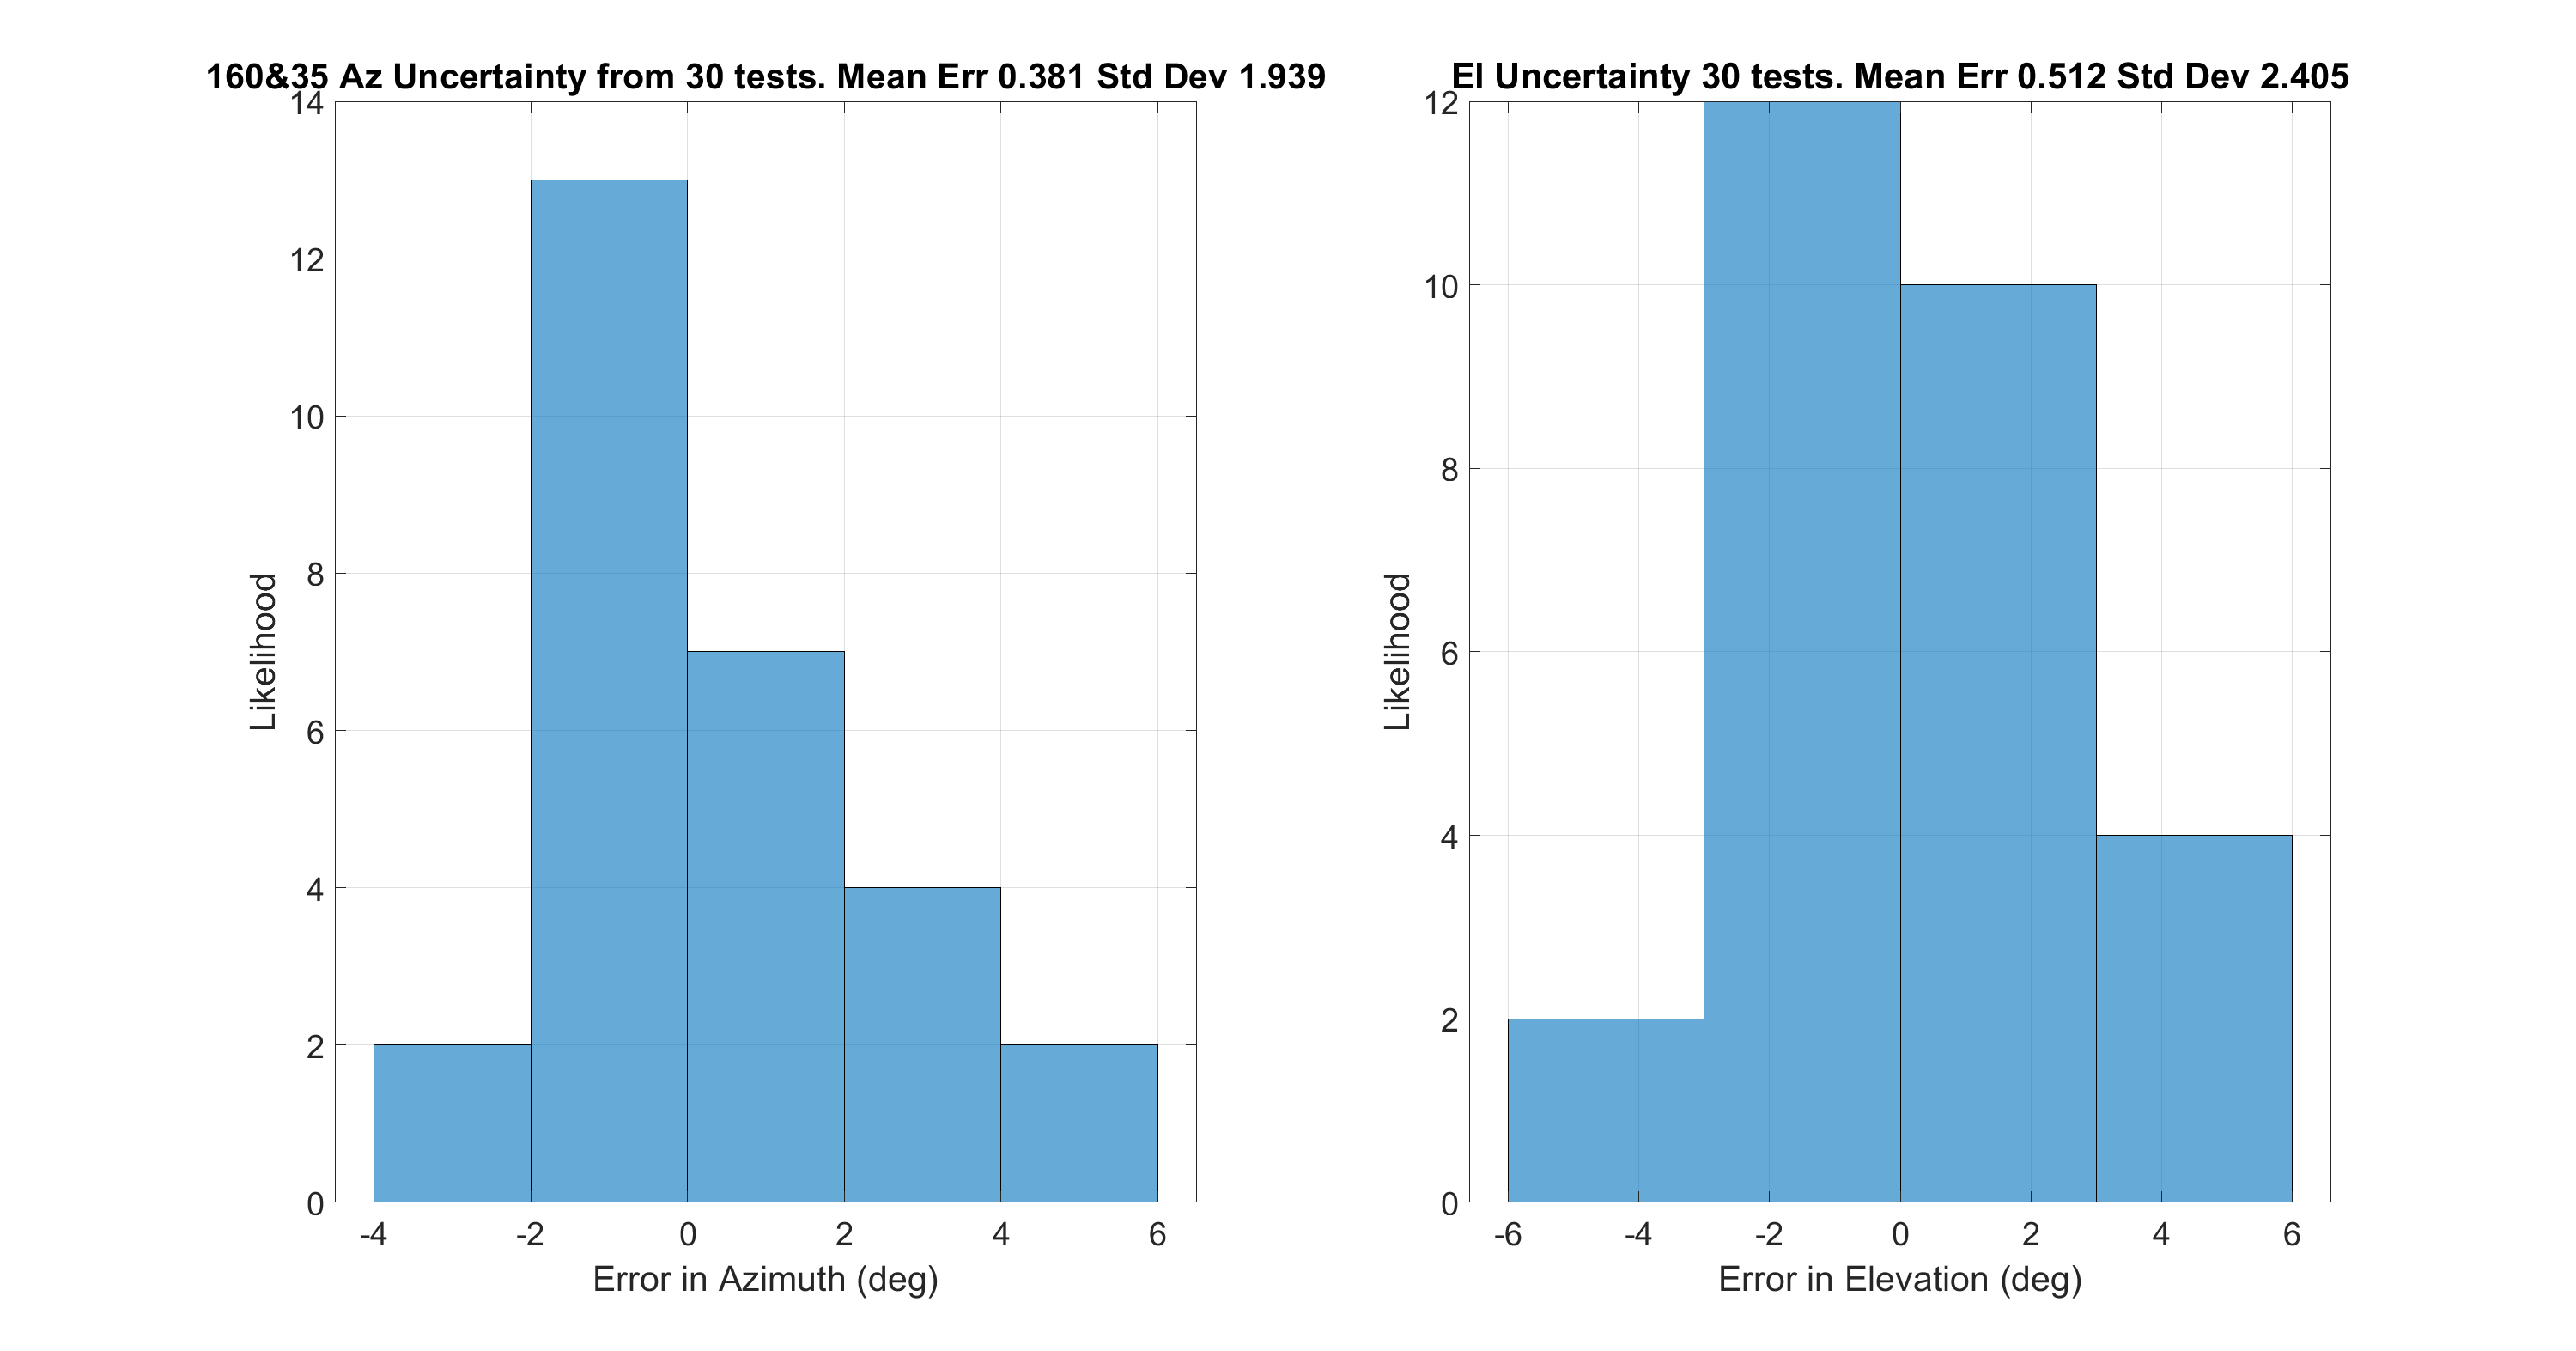 160&35 Az Uncertainty from 30 tests. Mean Err 0.381 Std Dev 1.939
14
12
10
8
6
4
2
0
Likelihood
-4 -2 0 2 4 6
Error in Azimuth (deg)
El Uncertainty 30 tests. Mean Err 0.512 Std Dev 2.405
12
10
8
6
4
2
0
Likelihood
-6 -4 -2 0 2 4 6
Error in Elevation (deg)